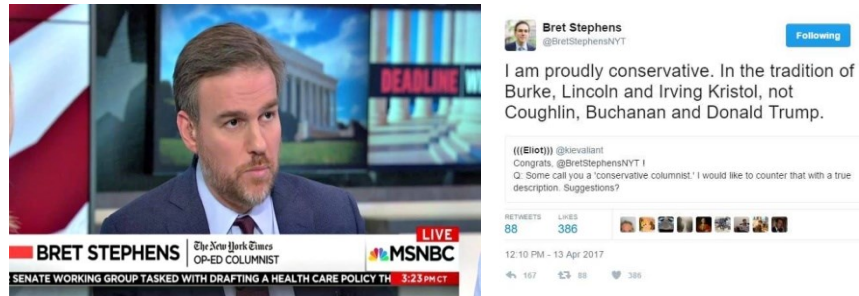 DEADLINE W
LIVE
BRET STEPHENS
The New York Times
OP-ED COLUMNIST
MSNBC
SENATE WORKING GROUP TASKED WITH DRAFTING A HEALTH CARE POLICY TH
3:23 PM CT
Bret Stephens
@BretStephensNYT
Following
I am proudly conservative. In the tradition of
Burke, Lincoln and Irving Kristol, not
Coughlin, Buchanan and Donald Trump.
(((Eliot))) @kievaliant
Congrats, @BretStephensNYT !
Q: Some call you a 'conservative columnist.' I would like to counter that with a true
description. Suggestions?
RETWEETS LIKES
88 386
12:10 PM - 13 Apr 2017
167 88 386